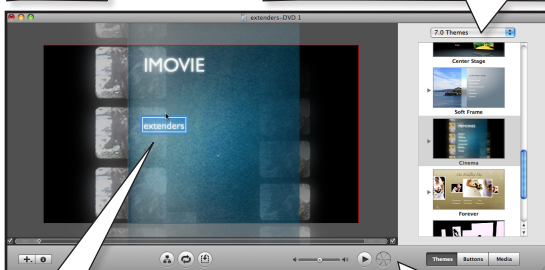 extenders-DVD 1
7.0 Themes
IMOVIE
extenders
Center Stage
Soft Frame
Cinema
Forever
Themes
Buttons
Media